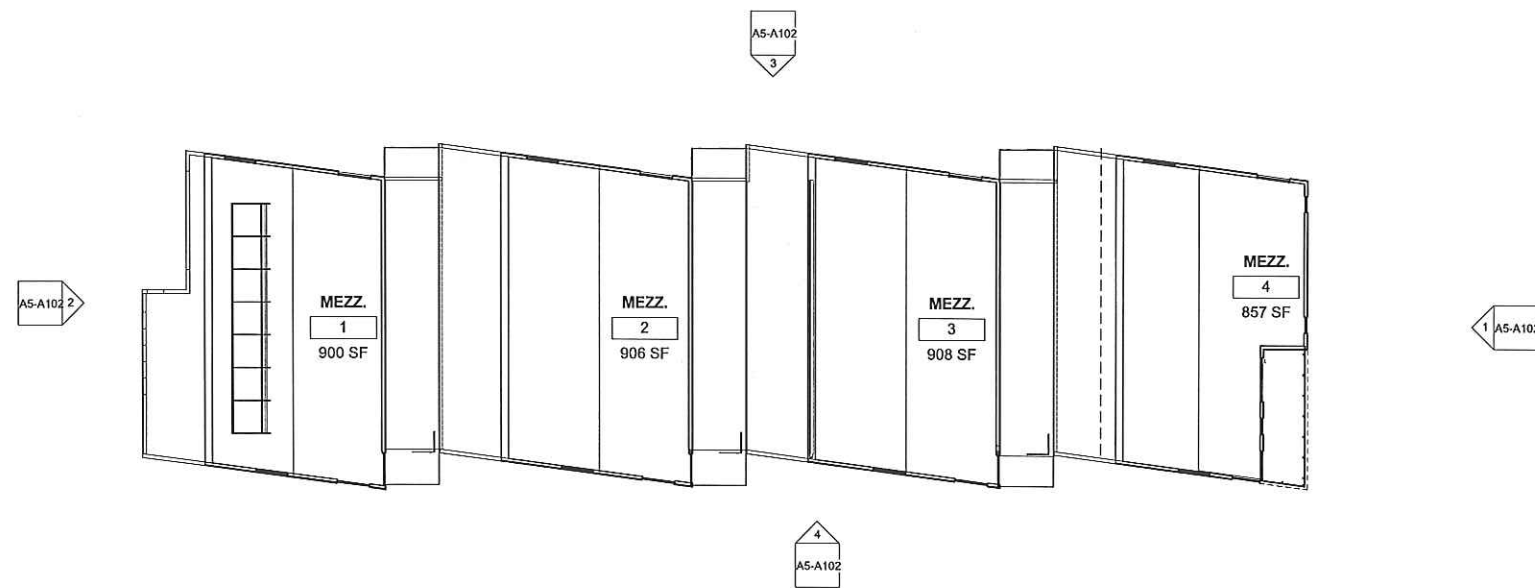 A5-A102
3
MEZZ.
4
857 SF
A5-A102 2
MEZZ.
1
900 SF
MEZZ.
2
906 SF
MEZZ.
3
908 SF
1 A5-A102
4
A5-A102